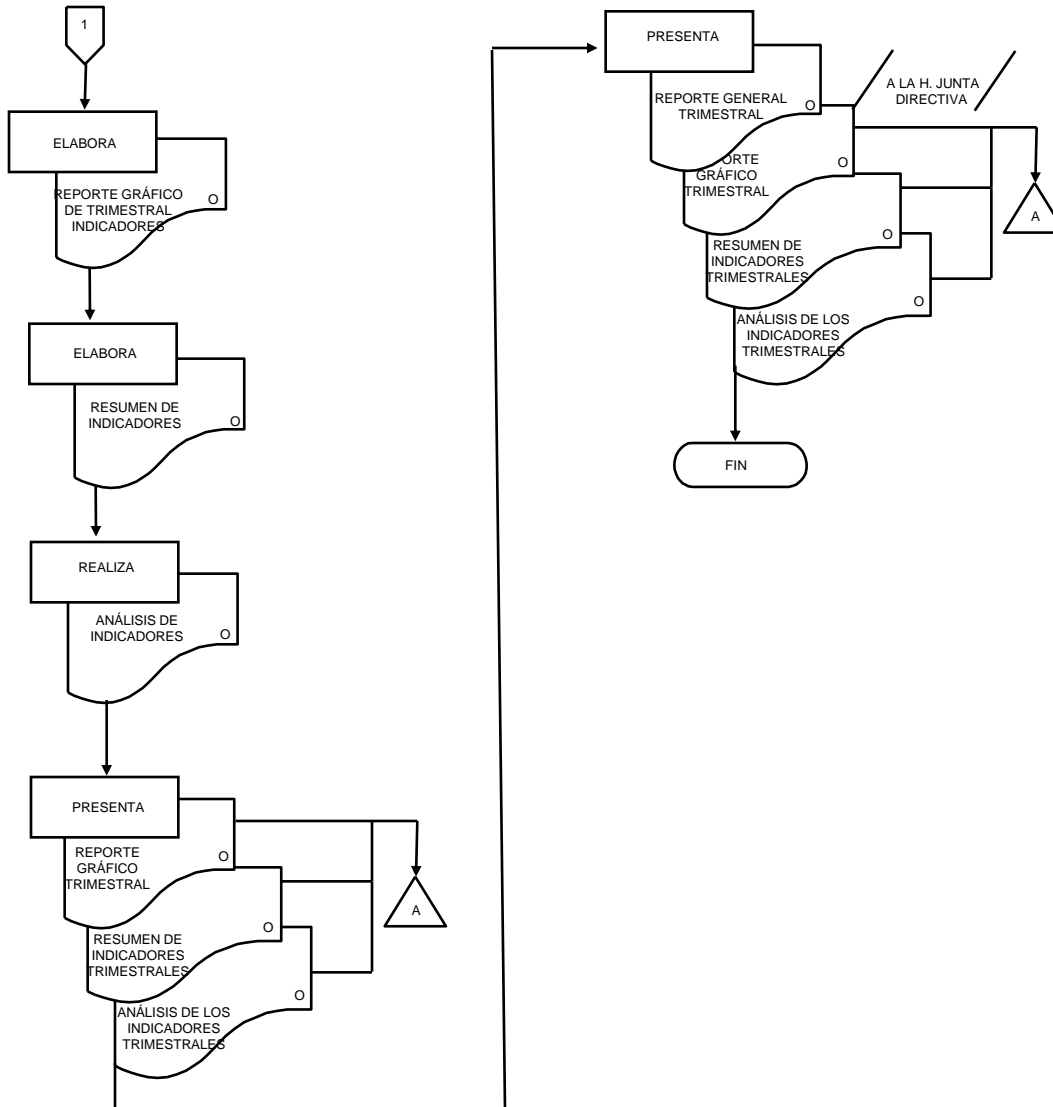 1
ELABORA
REPORTE GRÁFICO
DE TRIMESTRAL
INDICADORES
O
ELABORA
RESUMEN DE
INDICADORES
O
REALIZA
ANÁLISIS DE
INDICADORES
O
PRESENTA
REPORTE
GRÁFICO
TRIMESTRAL
O
RESUMEN DE
INDICADORES
TRIMESTRALES
O
ANÁLISIS DE LOS
INDICADORES
TRIMESTRALES
O
A
PRESENTA
REPORTE GENERAL
TRIMESTRAL
O
A LA H. JUNTA
DIRECTIVA
ORTE
GRÁFICO
TRIMESTRAL
O
RESUMEN DE
INDICADORES
TRIMESTRALES
O
ANÁLISIS DE LOS
INDICADORES
TRIMESTRALES
O
A
FIN